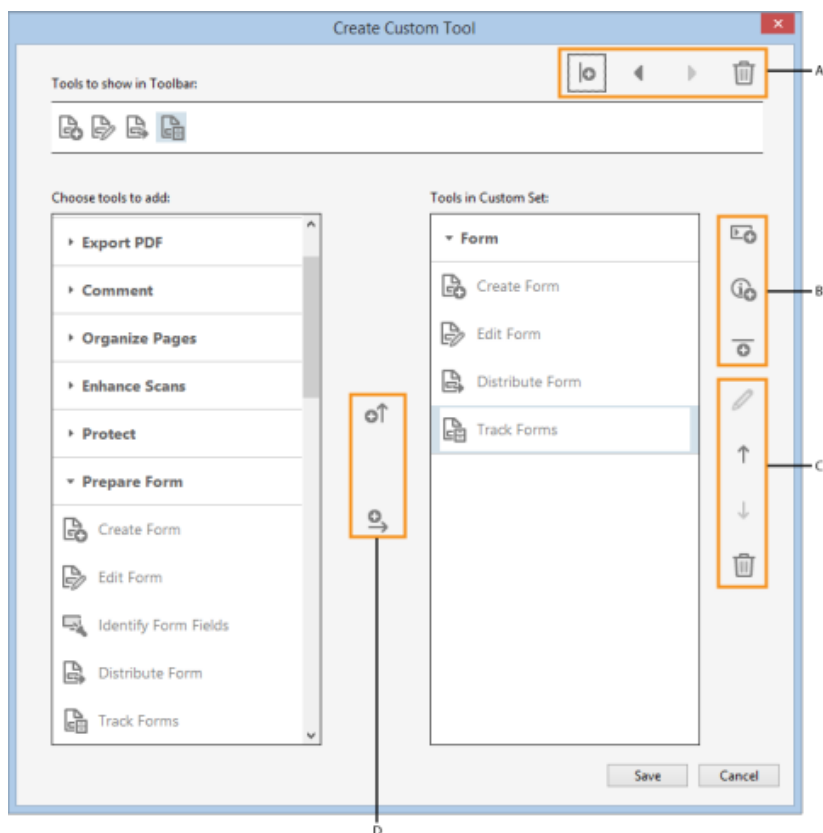 Create Custom Tool
A
Tools to show in Toolbar:
Choose tools to add:
Export PDF
Comment
Organize Pages
Enhance Scans
Protect
Prepare Form
Create Form
Edit Form
Identify Form Fields
Distribute Form
Track Forms
Tools in Custom Set:
Form
Create Form
Edit Form
Distribute Form
Track Forms
B
C
Save
Cancel
D